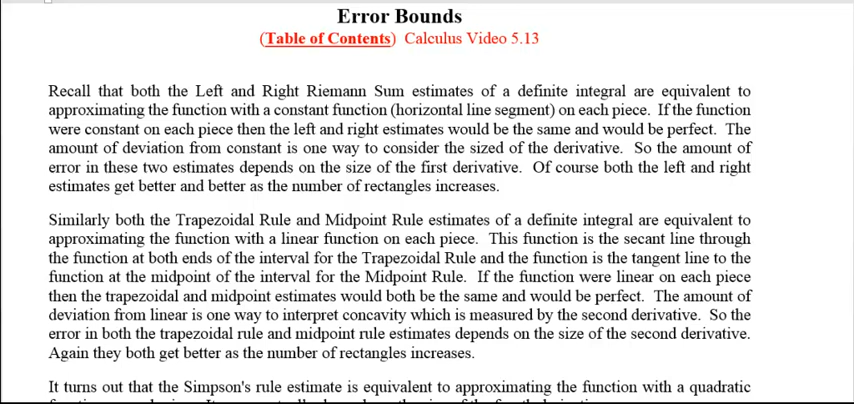 Error Bounds
(Table of Contents) Calculus Video 5.13
Recall that both the Left and Right Riemann Sum estimates of a definite integral are equivalent to
approximating the function with a constant function (horizontal line segment) on each piece. If the function
were constant on each piece then the left and right estimates would be the same and would be perfect. The
amount of deviation from constant is one way to consider the sized of the derivative. So the amount of
error in these two estimates depends on the size of the first derivative. Of course both the left and right
estimates get better and better as the number of rectangles increases.
Similarly both the Trapezoidal Rule and Midpoint Rule estimates of a definite integral are equivalent to
approximating the function with a linear function on each piece. This function is the secant line through
the function at both ends of the interval for the Trapezoidal Rule and the function is the tangent line to the
function at the midpoint of the interval for the Midpoint Rule. If the function were linear on each piece
then the trapezoidal and midpoint estimates would both be the same and would be perfect. The amount of
deviation from linear is one way to interpret concavity which is measured by the second derivative. So the
error in both the trapezoidal rule and midpoint rule estimates depends on the size of the second derivative.
Again they both get better as the number of rectangles increases.
It turns out that the Simpson's rule estimate is equivalent to approximating the function with a quadratic